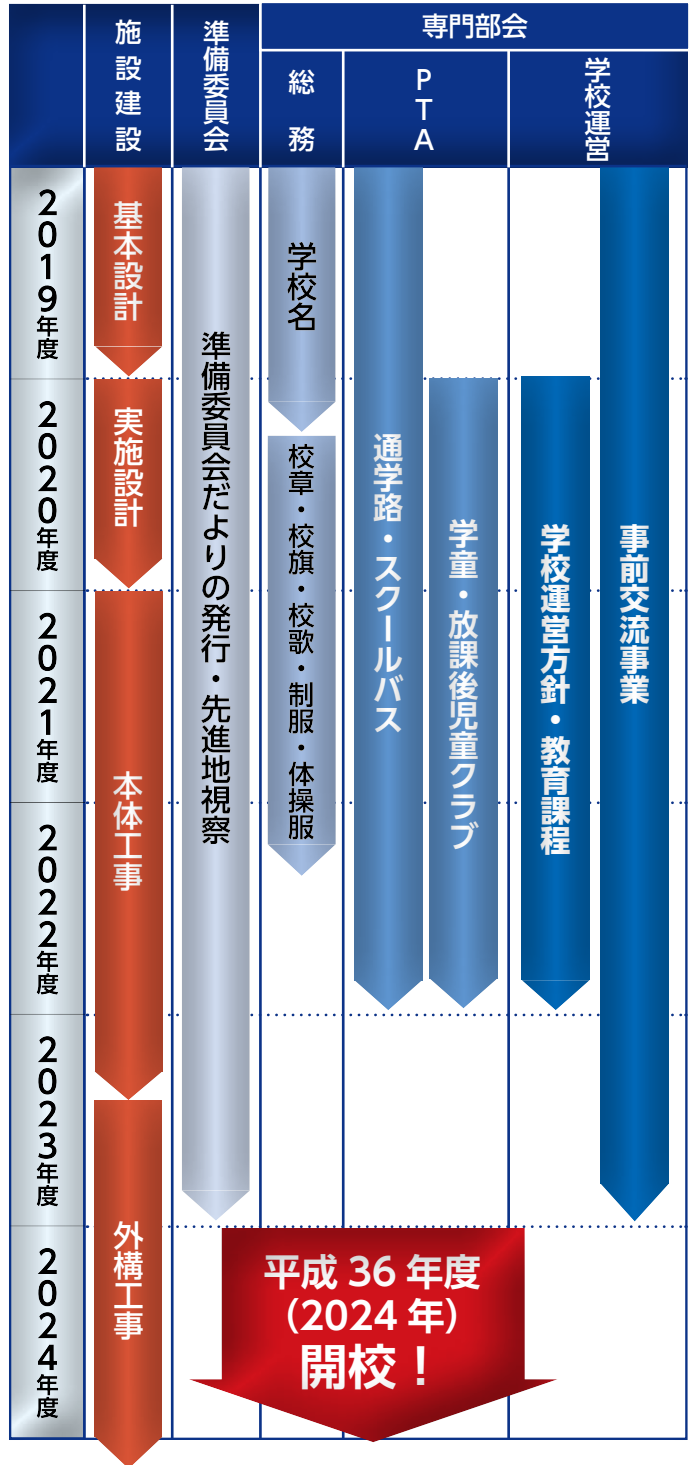 施設建設
準備委員会
専門部会
総務
PTA
学校運営
2019年度
2020年度
2021年度
2022年度
2023年度
2024年度
基本設計
実施設計
本体工事
外構工事
準備委員会だよりの発行・先進地視察
学校名
校章・校旗・校歌・制服・体操服
通学路・スクールバス
学童・放課後児童クラブ
学校運営方針・教育課程
事前交流事業
平成 36 年度
（2024 年）
開校！